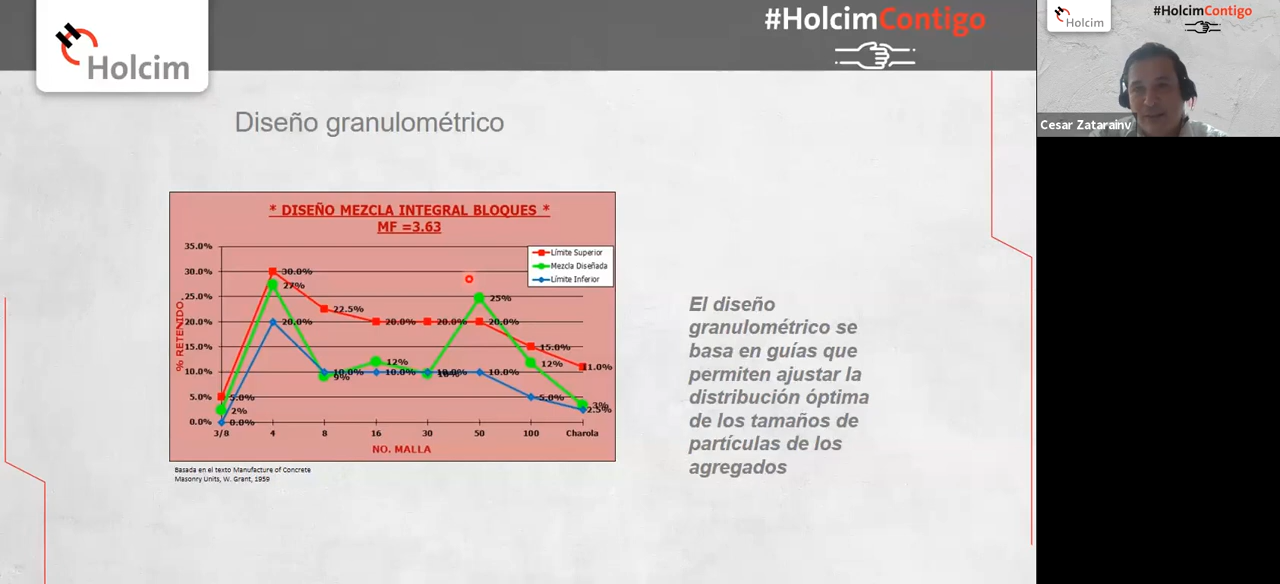 Holcim
#HolcimContigo
Holcim
#HolcimContigo
Cesar Zatarainv
Diseño granulométrico
* DISEÑO MEZCLA INTEGRAL BLOQUES *
MF =3.63
Límite Superior
Mezcla Diseñada
Límite Inferior
35.0%
30.0%
25.0%
20.0%
15.0%
10.0%
5.0%
0.0%
% RETENIDO
5.0%
30.0%
22.5%
20.0%
20.0%
20.0%
15.0%
11.0%
2%
27%
9%
12%
10%
25%
12%
3%
0.0%
20.0%
10.0%
10.0%
10.0%
10.0%
5.0%
2.5%
3/8 4 8 16 30 50 100 Charola
NO. MALLA
Basada en el texto Manufacture of Concrete
Masonry Units, W. Grant, 1959
El diseño
granulométrico se
basa en guías que
permiten ajustar la
distribución óptima
de los tamaños de
partículas de los
agregados